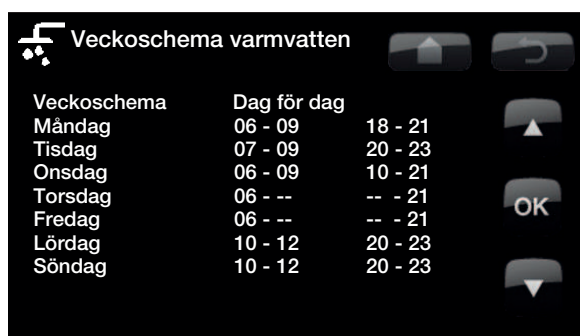 Veckoschema varmvatten
Veckoschema Dag för dag
Måndag 06 - 09 18 - 21
Tisdag 07 - 09 20 - 23
Onsdag 06 - 09 10 - 21
Torsdag 06 - -- -- - 21
Fredag 06 - -- -- - 21
Lördag 10 - 12 20 - 23
Söndag 10 - 12 20 - 23
OK